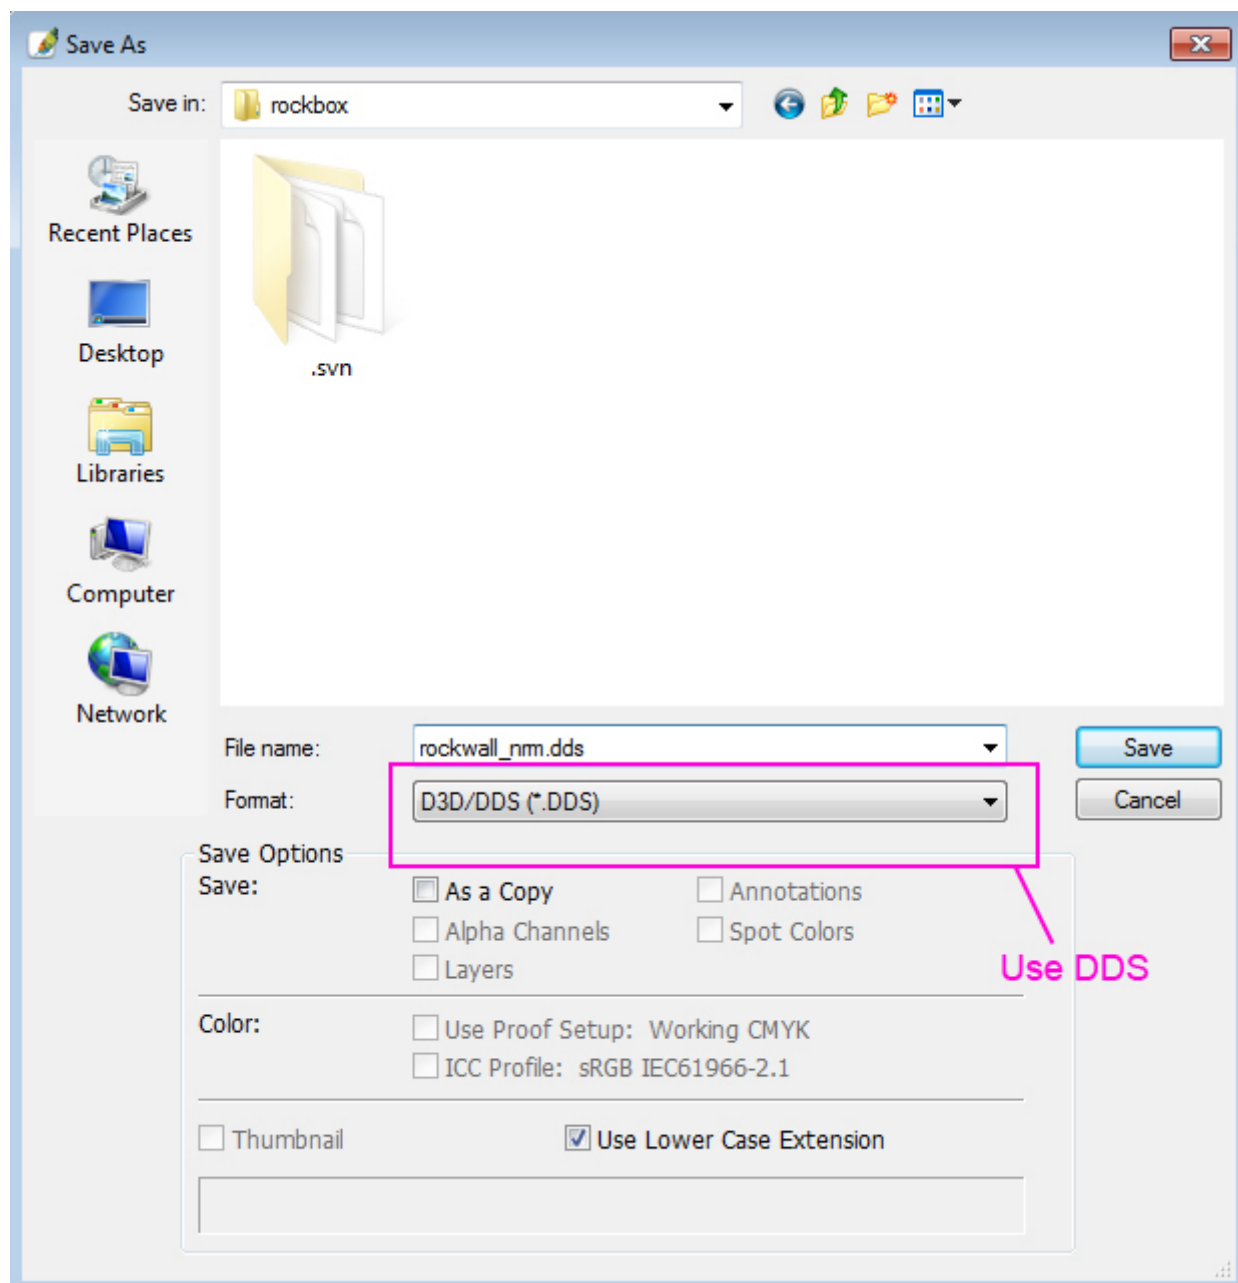 Save As
Save in: rockbox
Recent Places
Desktop
Libraries
Computer
Network
.svn
File name: rockwall_nrm.dds Save
Format: D3D/DDS (*.DDS) Cancel
Save Options
Save: As a Copy Annotations
Alpha Channels Spot Colors
Layers
Use DDS
Color: Use Proof Setup: Working CMYK
ICC Profile: sRGB IEC61966-2.1
Thumbnail Use Lower Case Extension